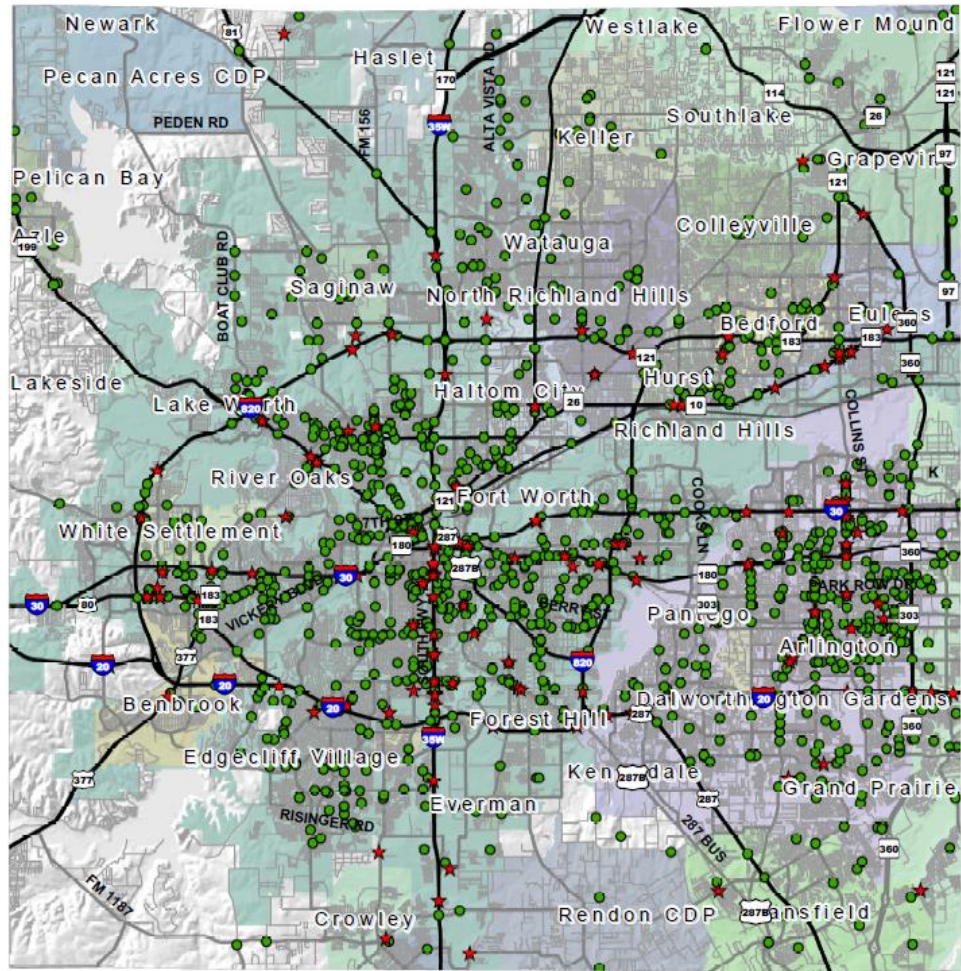 Newark
81
Haslet
Westlake
Flower Mound
Pecan Acres CDP
170
ALTA VISTA RD
121
121
114
26
Southlake
PEDEN RD
FM 156
35W
Keller
Grapevine
97
Pelican Bay
121
Azle
199
Colleyville
Watauga
BOAT CLUB RD
Saginaw
North Richland Hills
97
Bedford
Euless
360
183
183
121
360
Lakeside
Lake Worth
820
Haltom City
Hurst
26
10
COLLINS ST
Richland Hills
River Oaks
K
121
Fort Worth
COOKS LN
30
White Settlement
7TH
180
287
287B
360
30
180
PARK ROW DR
30
80
183
183
VICKERY BLVD
BERRY ST
303
Pantego
303
377
820
Arlington
20
20
Benbrook
20
Dalworthington Gardens
20
287
Forest Hill
360
35W
Edgecliff Village
Kennedale
287B
377
Grand Prairie
287
Everman
RISINGER RD
287 BUS
360
FM 1187
Crowley
Rendon CDP
287B
ansfield